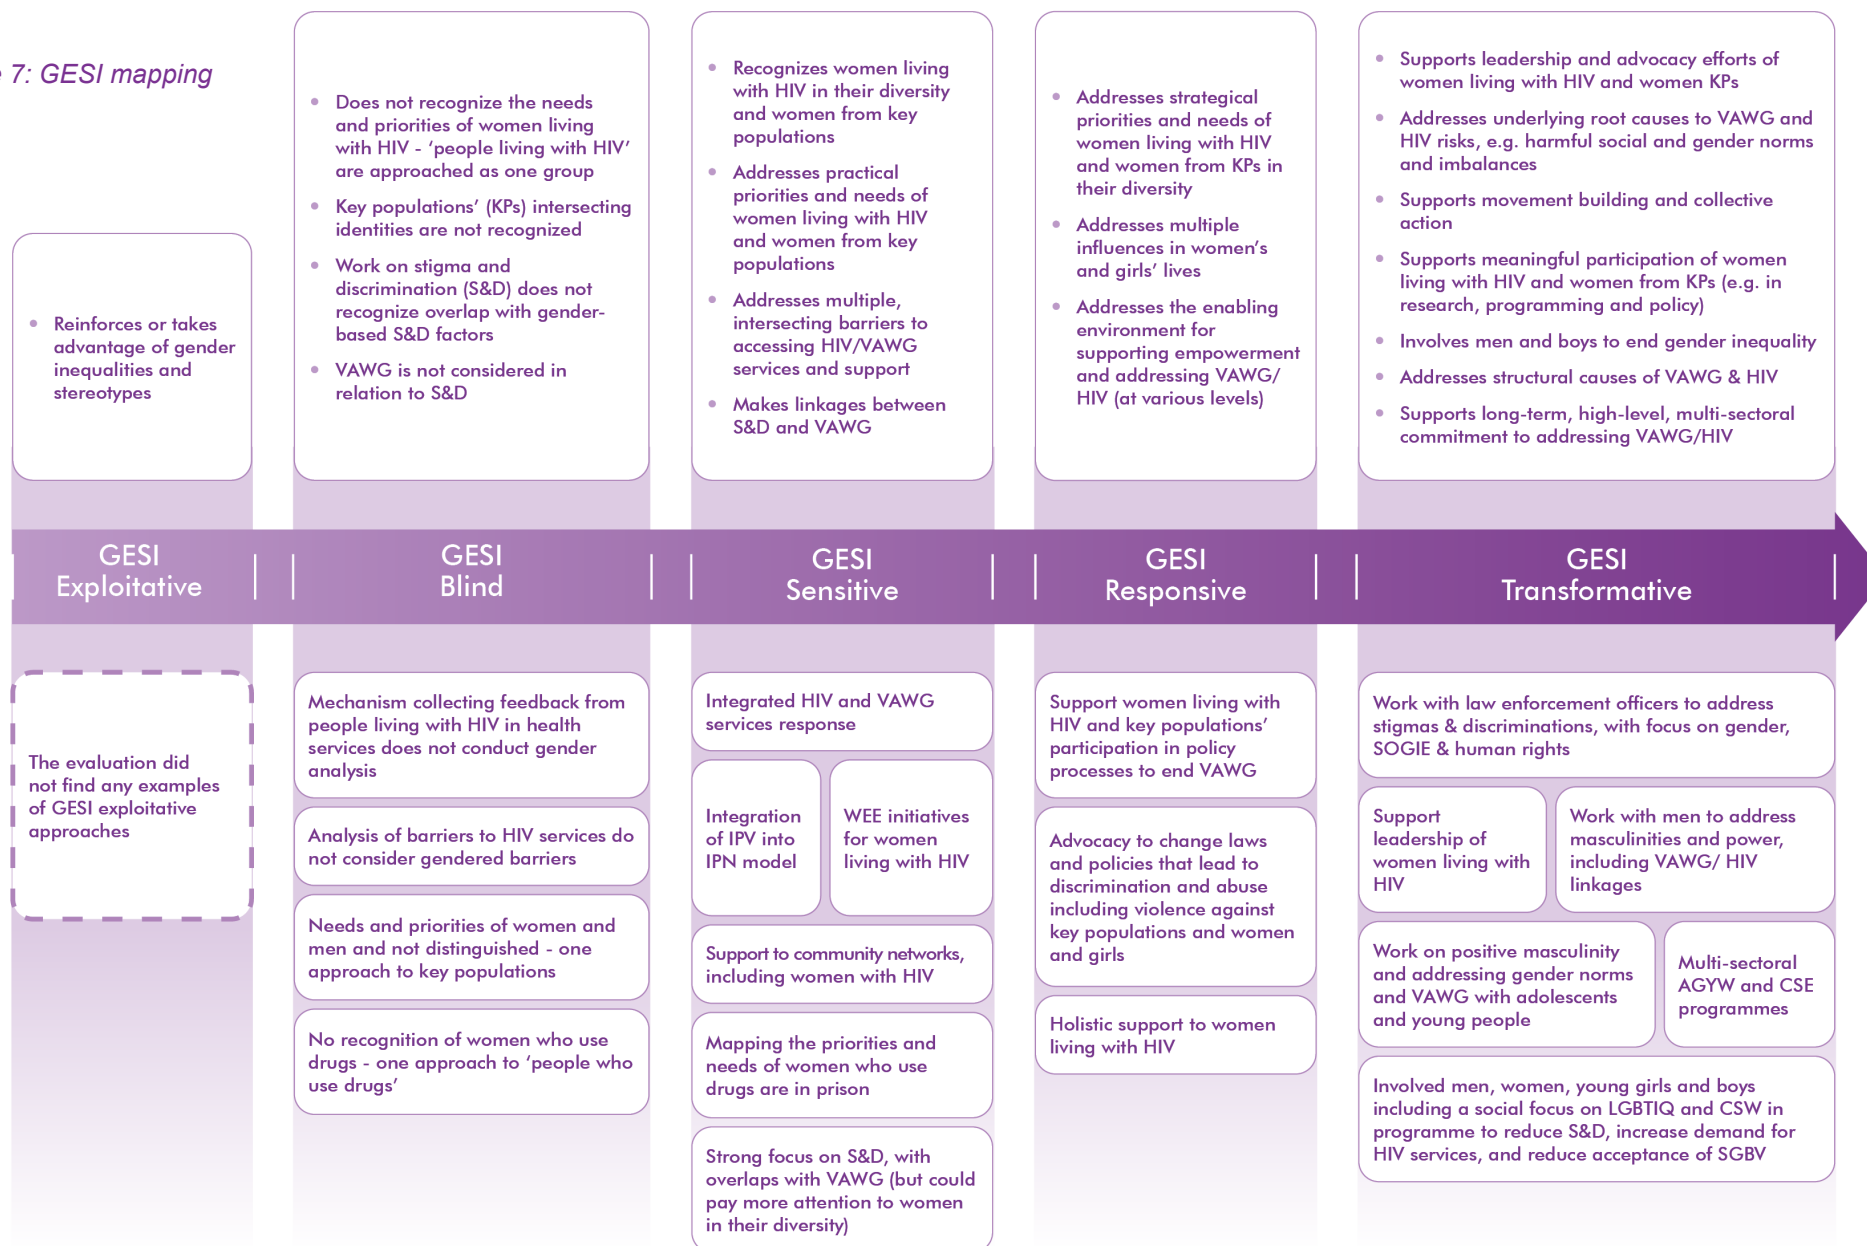 7: GESI mapping
• Reinforces or takes
advantage of gender
inequalities and
stereotypes
• Does not recognize the needs
and priorities of women living
with HIV - ‘people living with HIV’
are approached as one group
• Key populations’ (KPs) intersecting
identities are not recognized
• Work on stigma and
discrimination (S&D) does not
recognize overlap with gender-
based S&D factors
• VAWG is not considered in
relation to S&D
• Recognizes women living
with HIV in their diversity
and women from key
populations
• Addresses practical
priorities and needs of
women living with HIV
and women from key
populations
• Addresses multiple,
intersecting barriers to
accessing HIV/VAWG
services and support
• Makes linkages between
S&D and VAWG
• Addresses strategical
priorities and needs of
women living with HIV
and women from KPs in
their diversity
• Addresses multiple
influences in women’s
and girls’ lives
• Addresses the enabling
environment for
supporting empowerment
and addressing VAWG/
HIV (at various levels)
• Supports leadership and advocacy efforts of
women living with HIV and women KPs
• Addresses underlying root causes to VAWG and
HIV risks, e.g. harmful social and gender norms
and imbalances
• Supports movement building and collective
action
• Supports meaningful participation of women
living with HIV and women from KPs (e.g. in
research, programming and policy)
• Involves men and boys to end gender inequality
• Addresses structural causes of VAWG & HIV
• Supports long-term, high-level, multi-sectoral
commitment to addressing VAWG/HIV
GESI
Exploitative
GESI
Blind
GESI
Sensitive
GESI
Responsive
GESI
Transformative
The evaluation did
not find any examples
of GESI exploitative
approaches
Mechanism collecting feedback from
people living with HIV in health
services does not conduct gender
analysis
Analysis of barriers to HIV services do
not consider gendered barriers
Needs and priorities of women and
men and not distinguished - one
approach to key populations
No recognition of women who use
drugs - one approach to ‘people who
use drugs’
Integrated HIV and VAWG
services response
Integration
of IPV into
IPN model
WEE initiatives
for women
living with HIV
Support to community networks,
including women with HIV
Mapping the priorities and
needs of women who use
drugs are in prison
Strong focus on S&D, with
overlaps with VAWG (but could
pay more attention to women
in their diversity)
Support women living with
HIV and key populations’
participation in policy
processes to end VAWG
Advocacy to change laws
and policies that lead to
discrimination and abuse
including violence against
key populations and women
and girls
Holistic support to women
living with HIV
Work with law enforcement officers to address
stigmas & discriminations, with focus on gender,
SOGIE & human rights
Support
leadership of
women living with
HIV
Work with men to address
masculinities and power,
including VAWG/ HIV
linkages
Work on positive masculinity
and addressing gender norms
and VAWG with adolescents
and young people
Multi-sectoral
AGYW and CSE
programmes
Involved men, women, young girls and boys
including a social focus on LGBTIQ and CSW in
programme to reduce S&D, increase demand for
HIV services, and reduce acceptance of SGBV